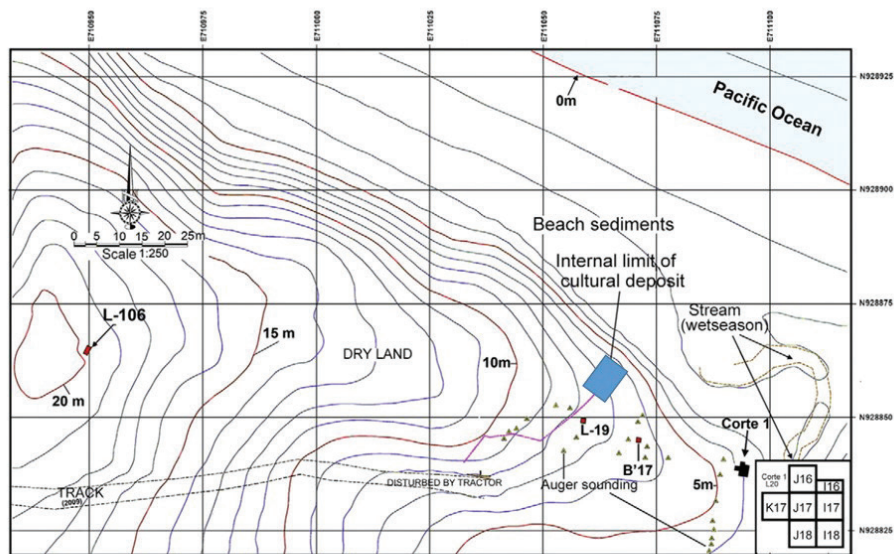 E710950
E710975
E711000
E711025
E711050
E711075
E711100
N928925
0m
Pacific Ocean
N928900
Beach sediments
0 5 10 15 20 25m
Scale 1:250
Internal limit of
cultural deposit
N928875
Stream
(wetseason)
L-106
15 m
DRY LAND
10m
20 m
N928850
Corte 1
L-19
B'17
TRACK
(2009)
DISTURBED BY TRACTOR
Auger sounding
5m
Corte 1
L20
J16
I16
K17
J17
I17
J18
I18
N928825